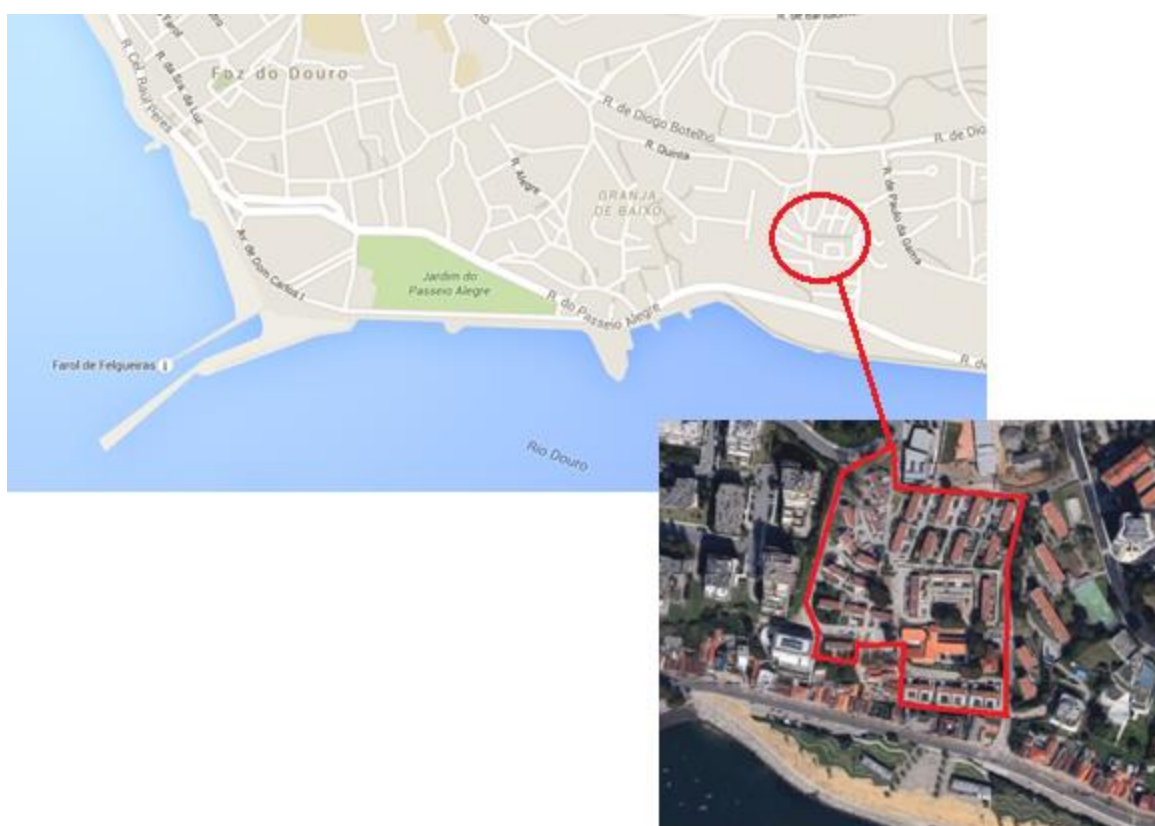 Foz do Douro
R. Cel. Raúl Peres
R. da Sra. da Luz
R. de Diogo Botelho
R. de Dio
R. Quinta
R. Alegre
GRANJA
DE BAIXO
R. de Paulo da Gama
Av. de Dom Carlos I
Jardim do
Passeio Alegre
R. do Passeio Alegre
Farol de Felgueiras
R. de
Rio Douro